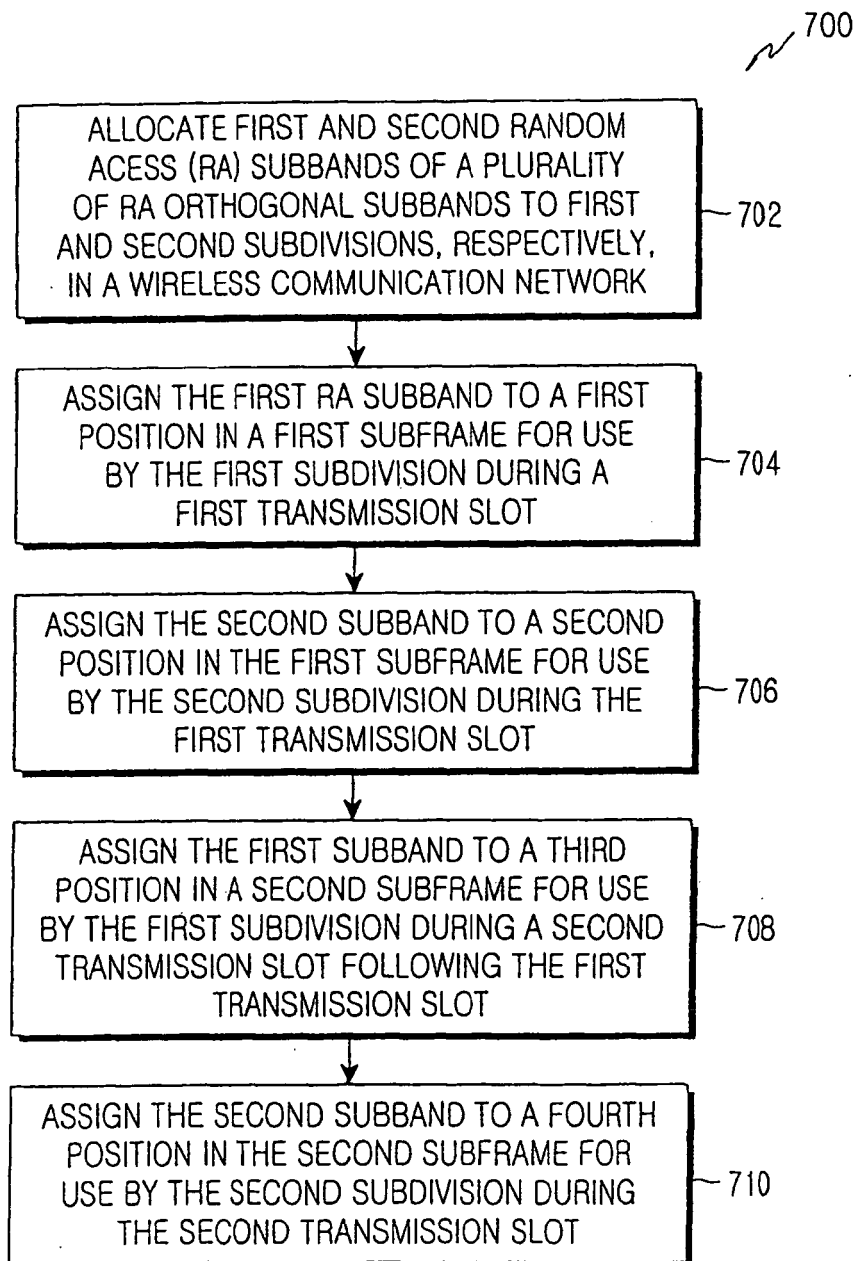 700
ALLOCATE FIRST AND SECOND RANDOM
ACESS (RA) SUBBANDS OF A PLURALITY
OF RA ORTHOGONAL SUBBANDS TO FIRST
AND SECOND SUBDIVISIONS, RESPECTIVELY,
IN A WIRELESS COMMUNICATION NETWORK
702
ASSIGN THE FIRST RA SUBBAND TO A FIRST
POSITION IN A FIRST SUBFRAME FOR USE
BY THE FIRST SUBDIVISION DURING A
FIRST TRANSMISSION SLOT
704
ASSIGN THE SECOND SUBBAND TO A SECOND
POSITION IN THE FIRST SUBFRAME FOR USE
BY THE SECOND SUBDIVISION DURING THE
FIRST TRANSMISSION SLOT
706
ASSIGN THE FIRST SUBBAND TO A THIRD
POSITION IN A SECOND SUBFRAME FOR USE
BY THE FIRST SUBDIVISION DURING A SECOND
TRANSMISSION SLOT FOLLOWING THE FIRST
TRANSMISSION SLOT
708
ASSIGN THE SECOND SUBBAND TO A FOURTH
POSITION IN THE SECOND SUBFRAME FOR
USE BY THE SECOND SUBDIVISION DURING
THE SECOND TRANSMISSION SLOT
710